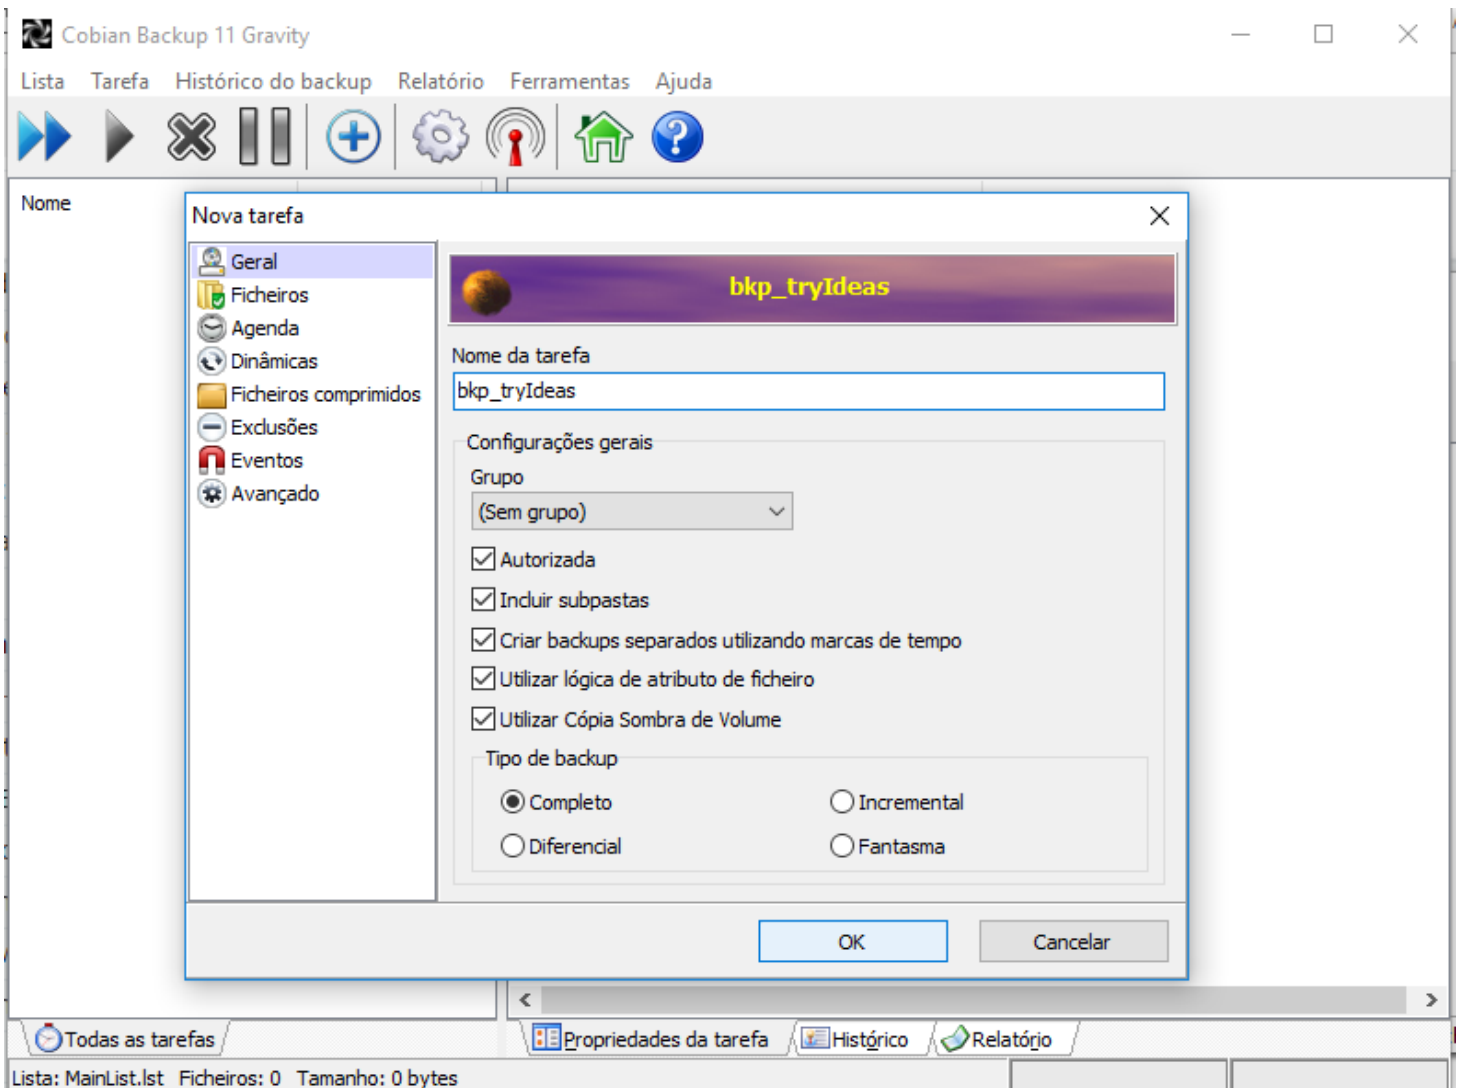 Cobian Backup 11 Gravity
Lista Tarefa Histórico do backup Relatório Ferramentas Ajuda
Nome
Nova tarefa
Geral
Ficheiros
Agenda
Dinâmicas
Ficheiros comprimidos
Exclusões
Eventos
Avançado
bkp_tryIdeas
Nome da tarefa
bkp_tryIdeas
Configurações gerais
Grupo
(Sem grupo)
Autorizada
Incluir subpastas
Criar backups separados utilizando marcas de tempo
Utilizar lógica de atributo de ficheiro
Utilizar Cópia Sombra de Volume
Tipo de backup
Completo Incremental
Diferencial Fantasma
OK Cancelar
Todas as tarefas Propriedades da tarefa Histórico Relatório
Lista: MainList.lst Ficheiros: 0 Tamanho: 0 bytes